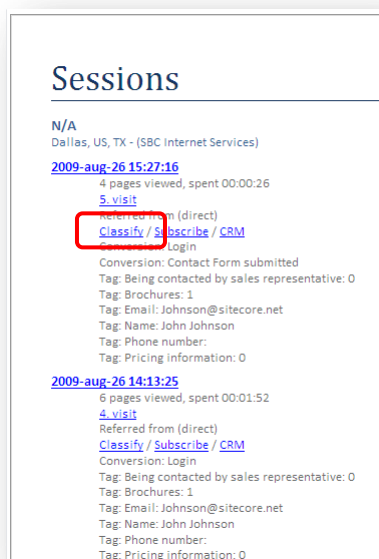 Sessions
N/A
Dallas, US, TX - (SBC Internet Services)
2009-aug-26 15:27:16
4 pages viewed, spent 00:00:26
5. visit
Referred from (direct)
Classify / Subscribe / CRM
Conversion: Login
Conversion: Contact Form submitted
Tag: Being contacted by sales representative: 0
Tag: Brochures: 1
Tag: Email: Johnson@sitecore.net
Tag: Name: John Johnson
Tag: Phone number:
Tag: Pricing information: 0
2009-aug-26 14:13:25
6 pages viewed, spent 00:01:52
4. visit
Referred from (direct)
Classify / Subscribe / CRM
Conversion: Login
Tag: Being contacted by sales representative: 0
Tag: Brochures: 1
Tag: Email: Johnson@sitecore.net
Tag: Name: John Johnson
Tag: Phone number:
Tag: Pricing information: 0